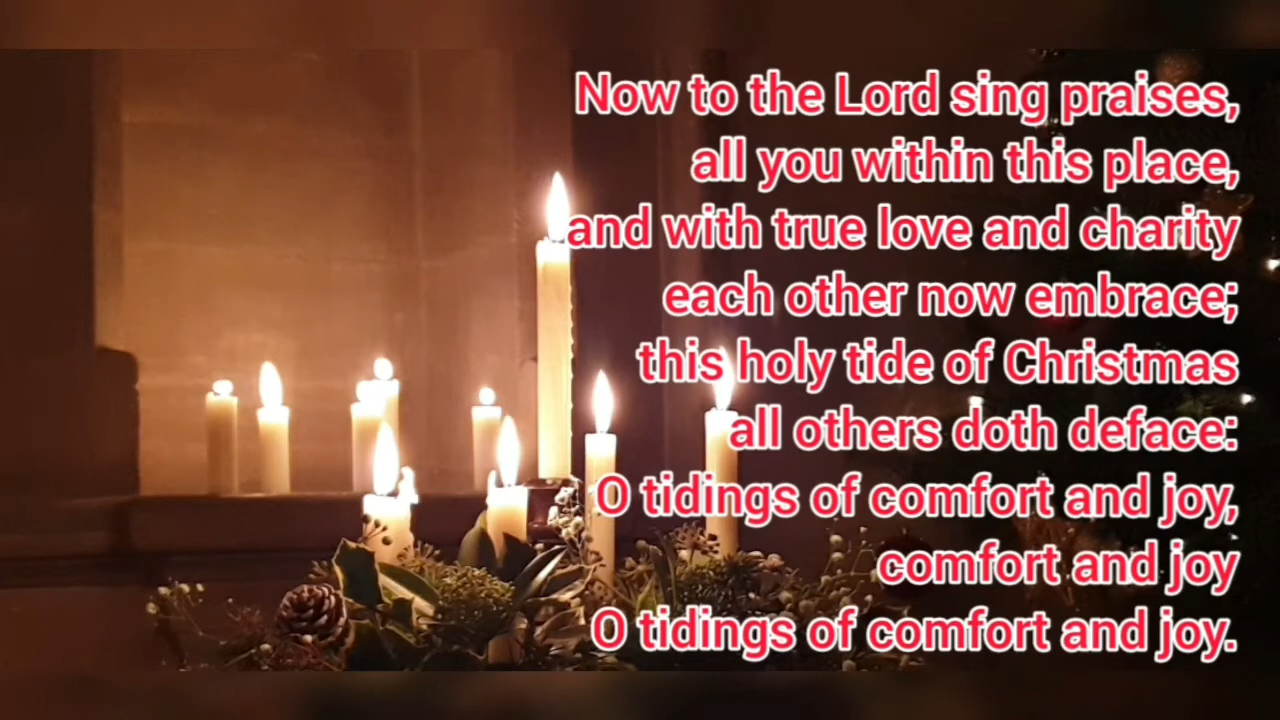 Now to the Lord sing praises,
all you within this place,
and with true love and charity
each other now embrace;
this holy tide of Christmas
all others doth deface:
O tidings of comfort and joy,
comfort and joy
O tidings of comfort and joy.